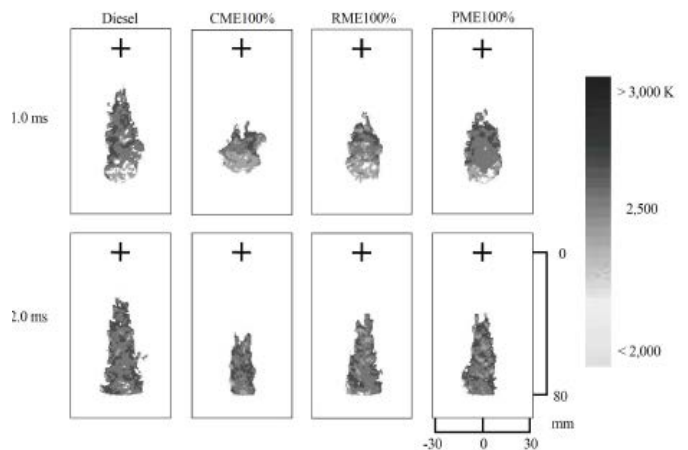 Diesel CME100% RME100% PME100%
1.0 ms
> 3,000 K
2,500
< 2,000
2.0 ms
0
80
mm
-30 0 30